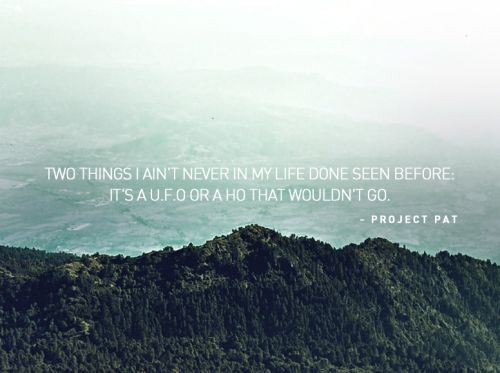 TWO THINGS I AIN'T NEVER IN MY LIFE DONE SEEN BEFORE:
IT'S A U.F.O OR A HO THAT WOULDN'T GO.
- PROJECT PAT